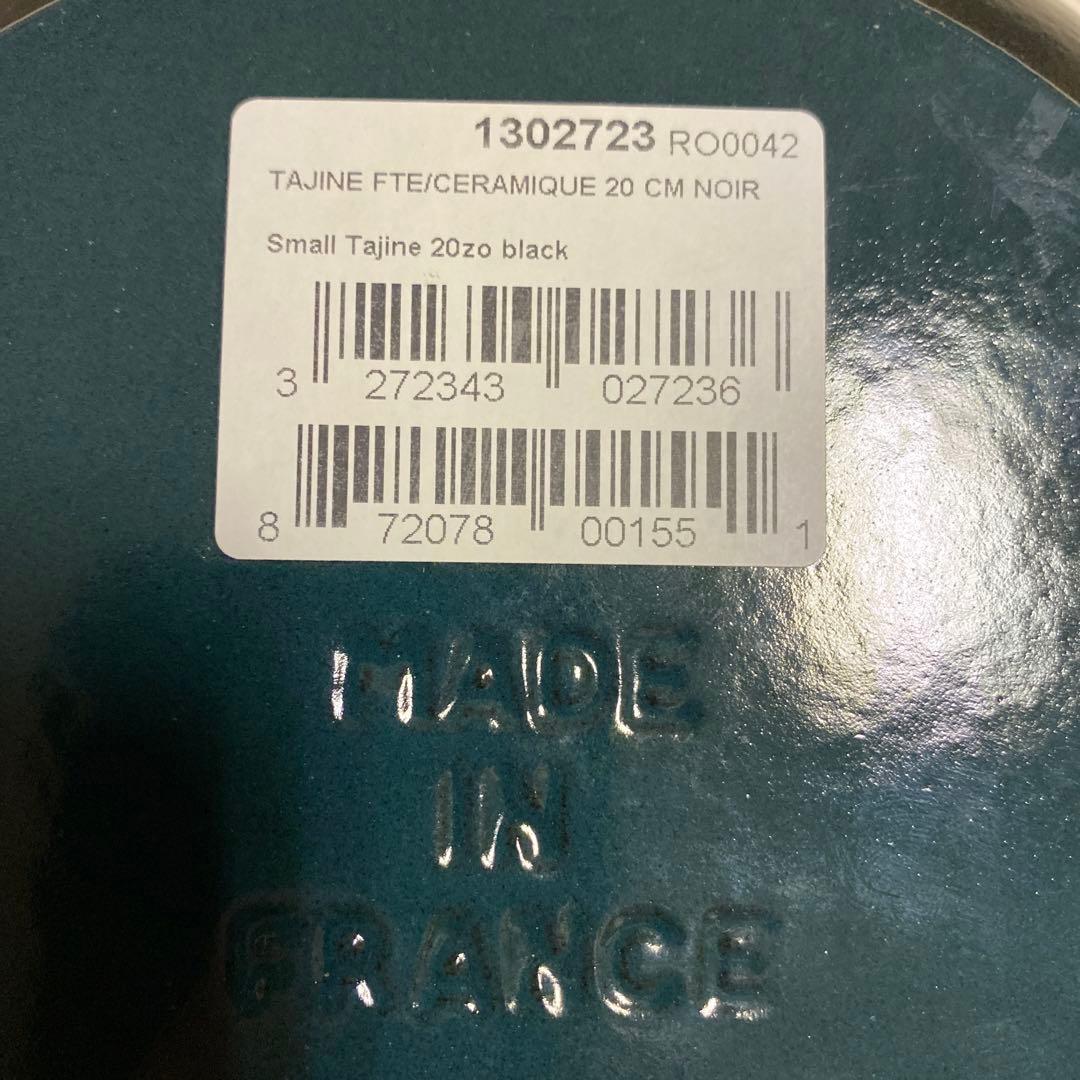 1302723 RO0042
TAJINE FTE/CERAMIQUE 20 CM NOIR
Small Tajine 20zo black
3 272343 027236
8 72078 00155 1
MADE
IN
FRANCE